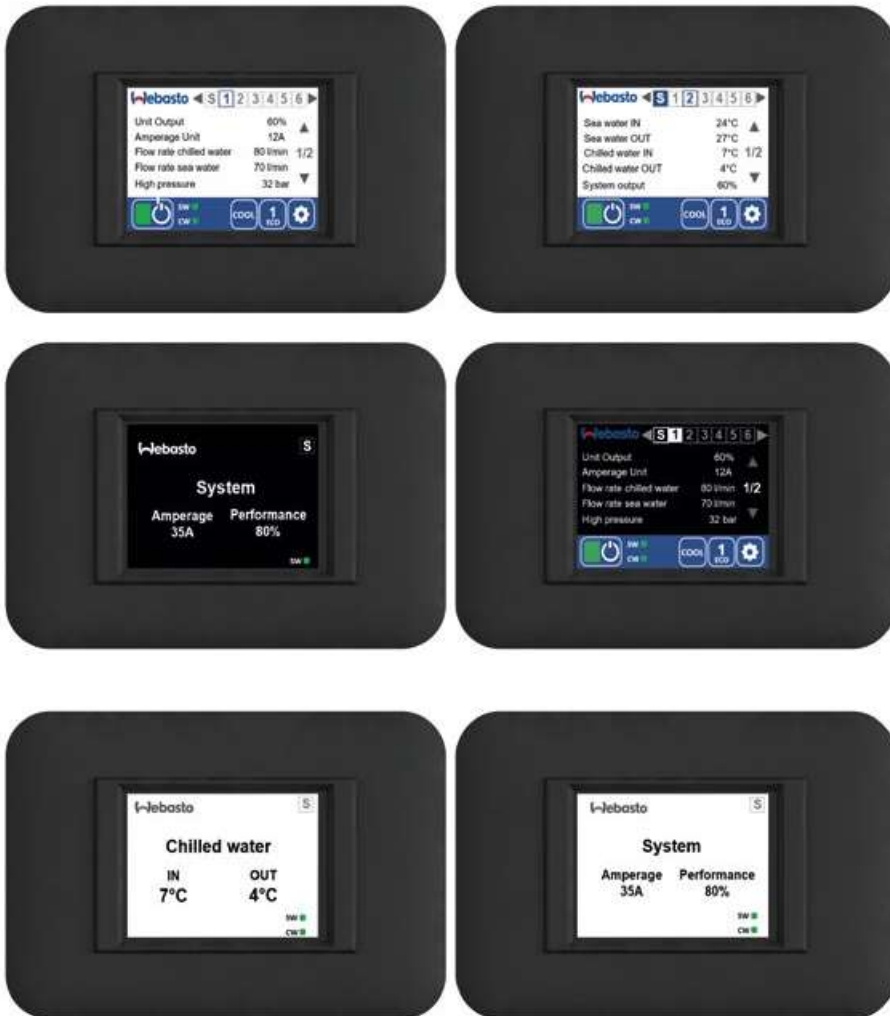 Webasto ◀ S 1 2 3 4 5 6 ▶
Unit Output 60%
Amperage Unit 12A
Flow rate chilled water 80 l/min 1/2
Flow rate sea water 70 l/min
High pressure 32 bar
SW
CW
COOL 1 ECO
Webasto ◀ S 1 2 3 4 5 6 ▶
Sea water IN 24°C
Sea water OUT 27°C
Chilled water IN 7°C 1/2
Chilled water OUT 4°C
System output 60%
SW
CW
COOL 1 ECO
Webasto S
System
Amperage Performance
35A 80%
SW
Webasto ◀ S 1 2 3 4 5 6 ▶
Unit Output 60%
Amperage Unit 12A
Flow rate chilled water 80 l/min 1/2
Flow rate sea water 70 l/min
High pressure 32 bar
SW
CW
COOL 1 ECO
Webasto S
Chilled water
IN OUT
7°C 4°C
SW
CW
Webasto S
System
Amperage Performance
35A 80%
SW
CW